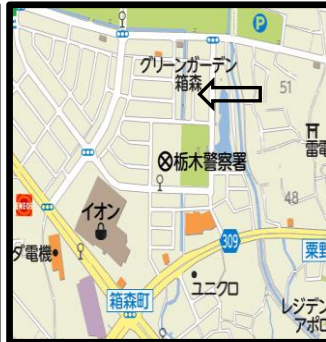 P
グリーンガーデン
箱森
51
雷電
⊗栃木警察署
ENEOS
イオン
48
309
粟野
ダ電機
箱森町
ユニクロ
レジデン
アポロ